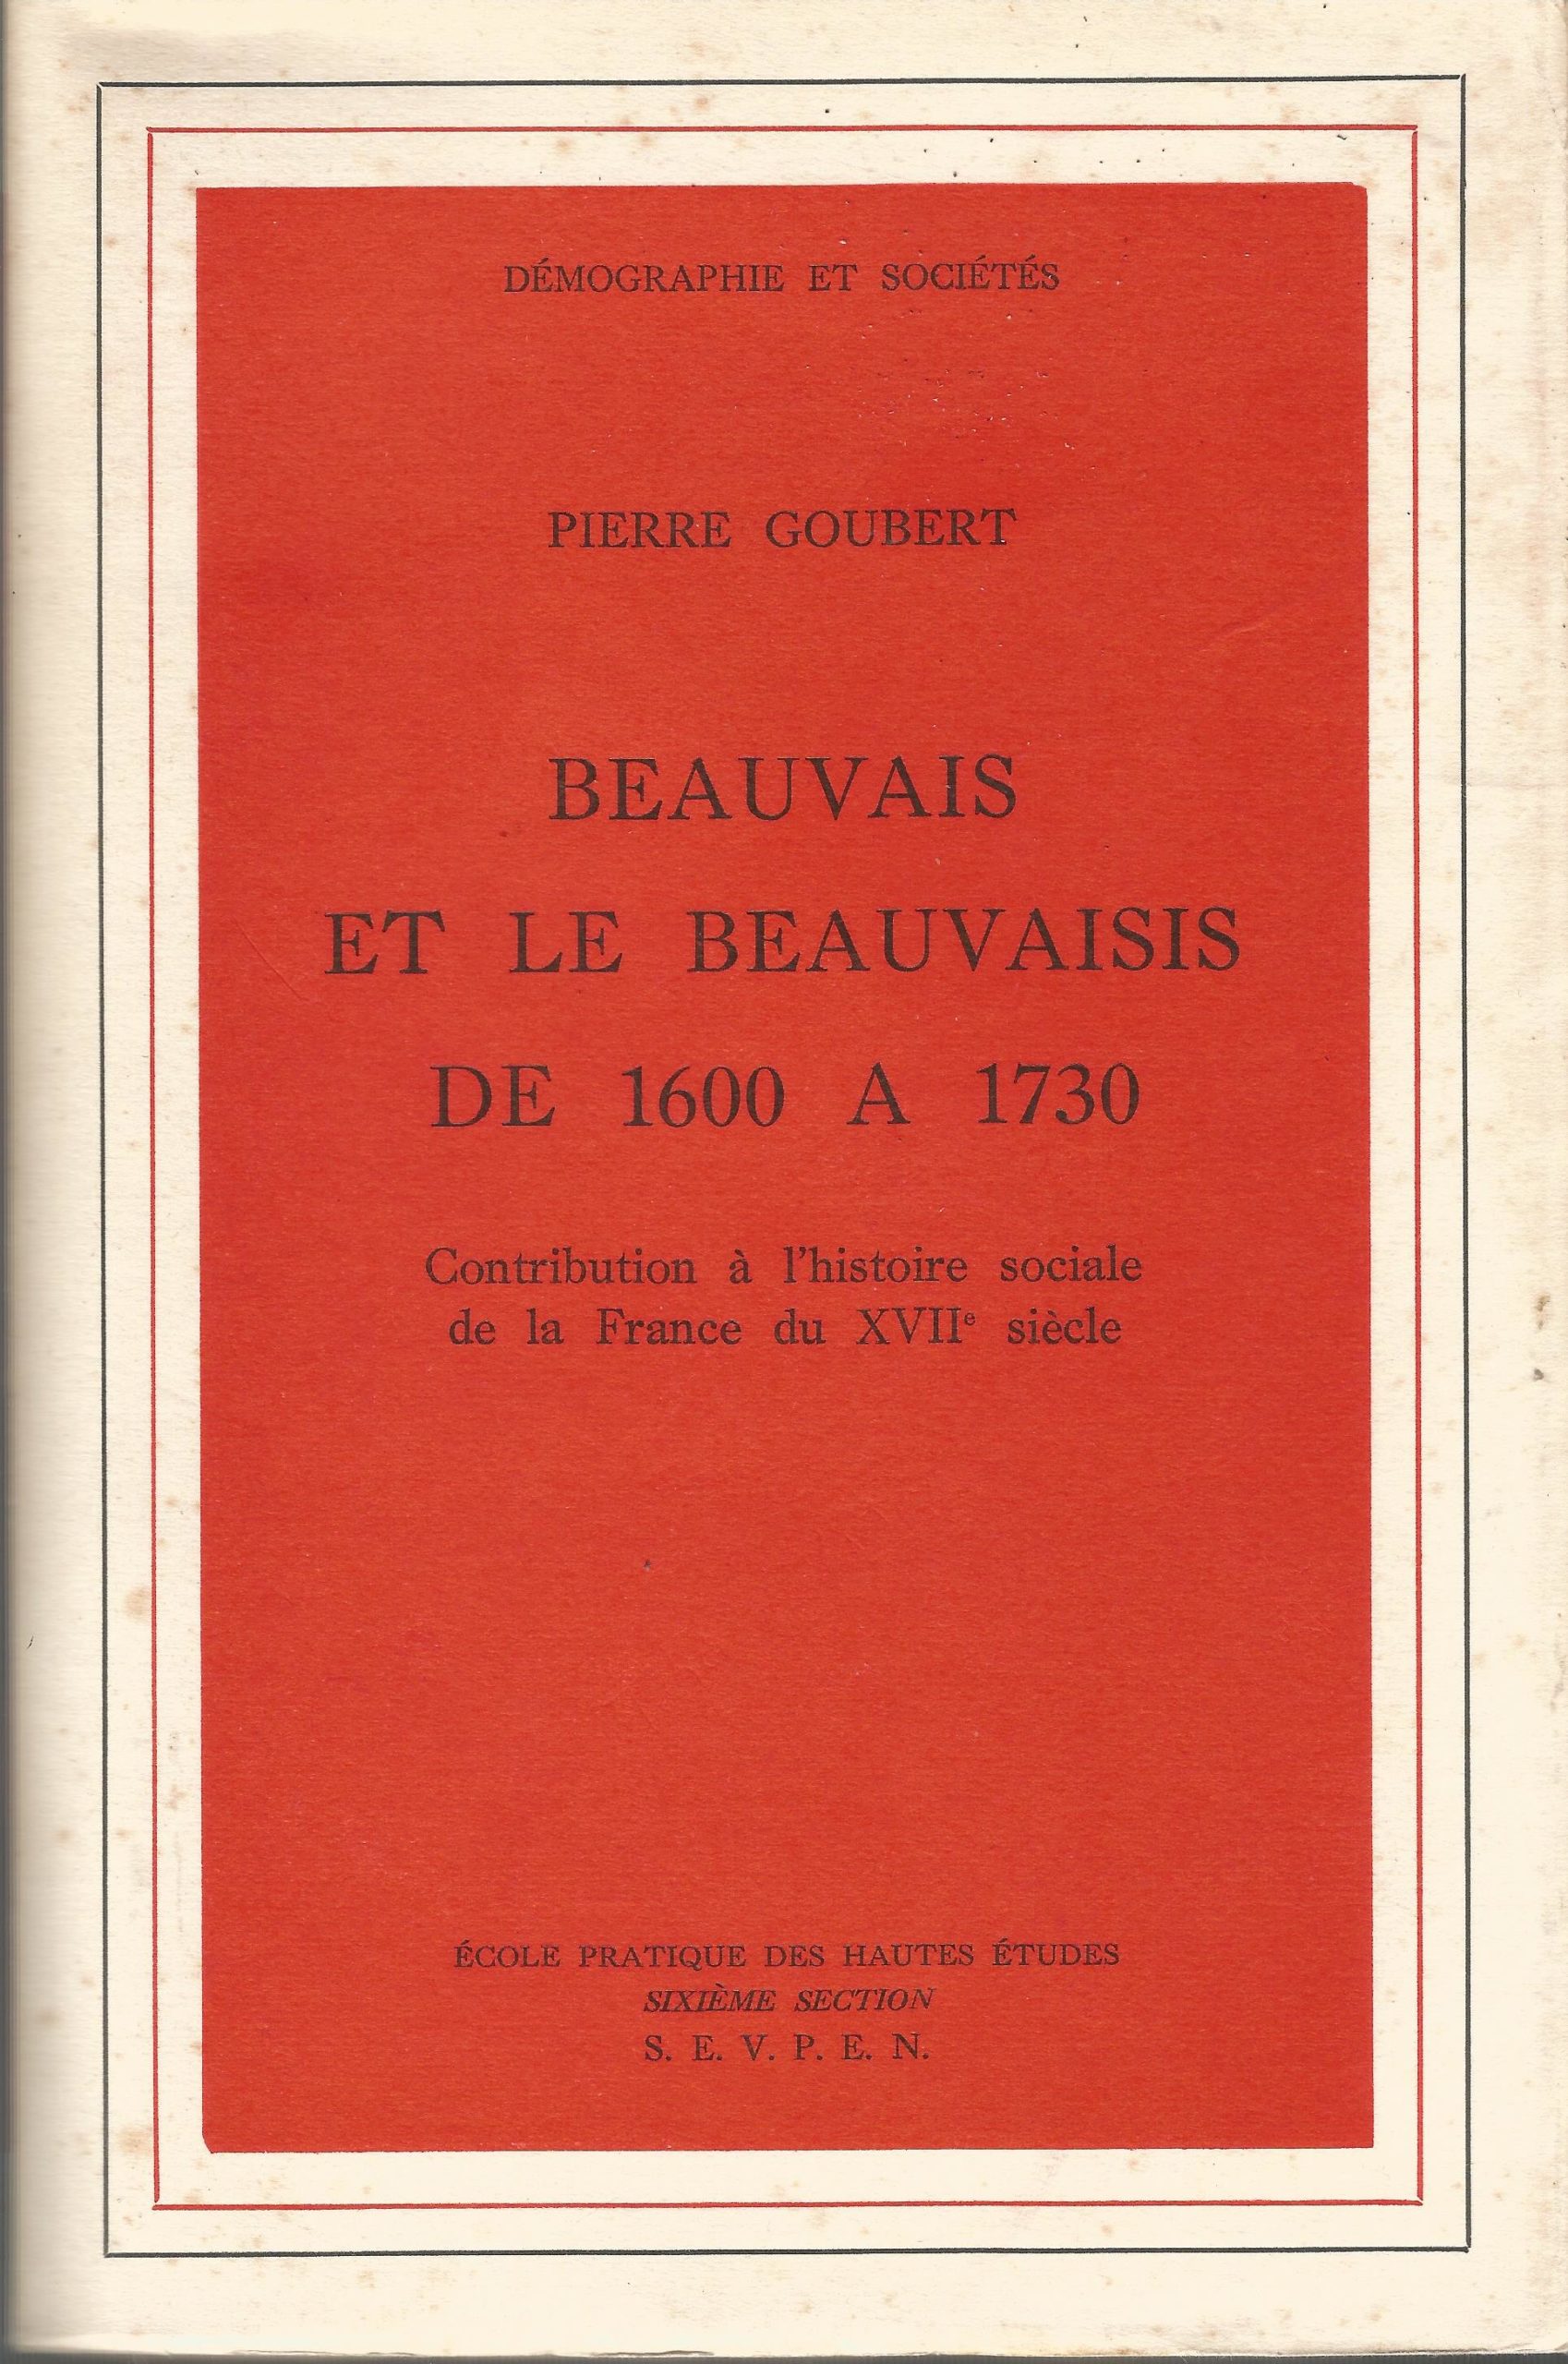 DÉMOGRAPHIE ET SOCIÉTÉS
PIERRE GOUBERT
BEAUVAIS
ET LE BEAUVAISIS
DE 1600 A 1730
Contribution à l'histoire sociale
de la France du XVIIᵉ siècle
ÉCOLE PRATIQUE DES HAUTES ÉTUDES
SIXIÈME SECTION
S. E. V. P. E. N.